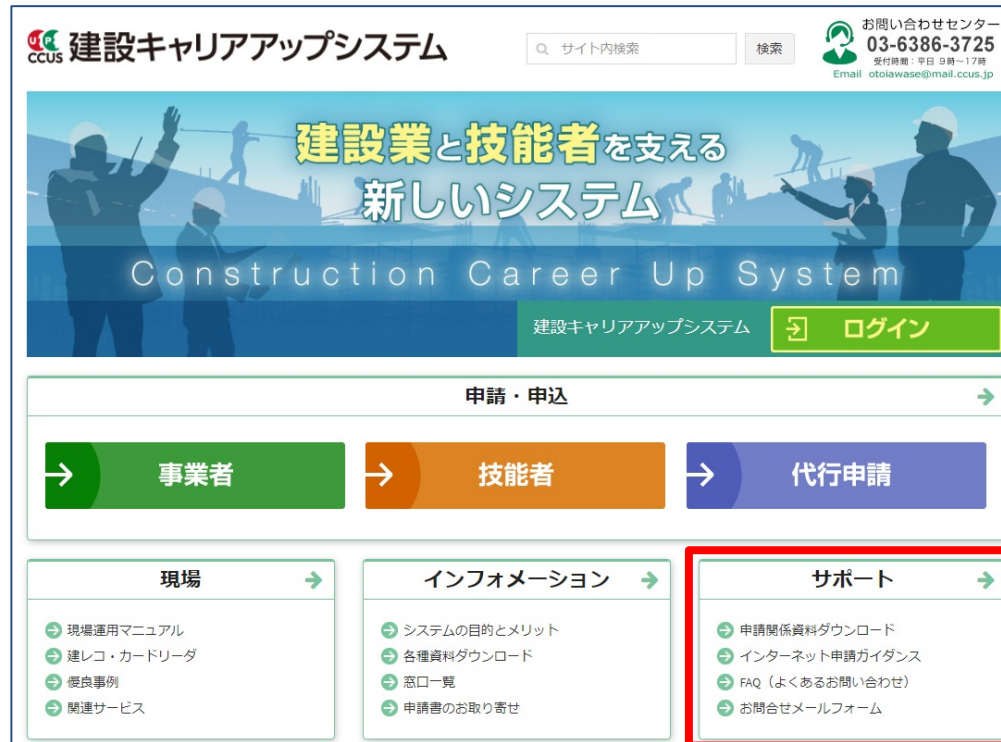 CCUS 建設キャリアアップシステム
サイト内検索
検索
お問い合わせセンター
03-6386-3725
受付時間：平日 9時～17時
Email otoiawase@mail.ccus.jp
建設業と技能者を支える
新しいシステム
Construction Career Up System
建設キャリアアップシステム
ログイン
申請・申込
事業者
技能者
代行申請
現場
現場運用マニュアル
建レコ・カードリーダ
優良事例
関連サービス
インフォメーション
システムの目的とメリット
各種資料ダウンロード
窓口一覧
申請書のお取り寄せ
サポート
申請関係資料ダウンロード
インターネット申請ガイダンス
FAQ（よくあるお問い合わせ）
お問合せメールフォーム